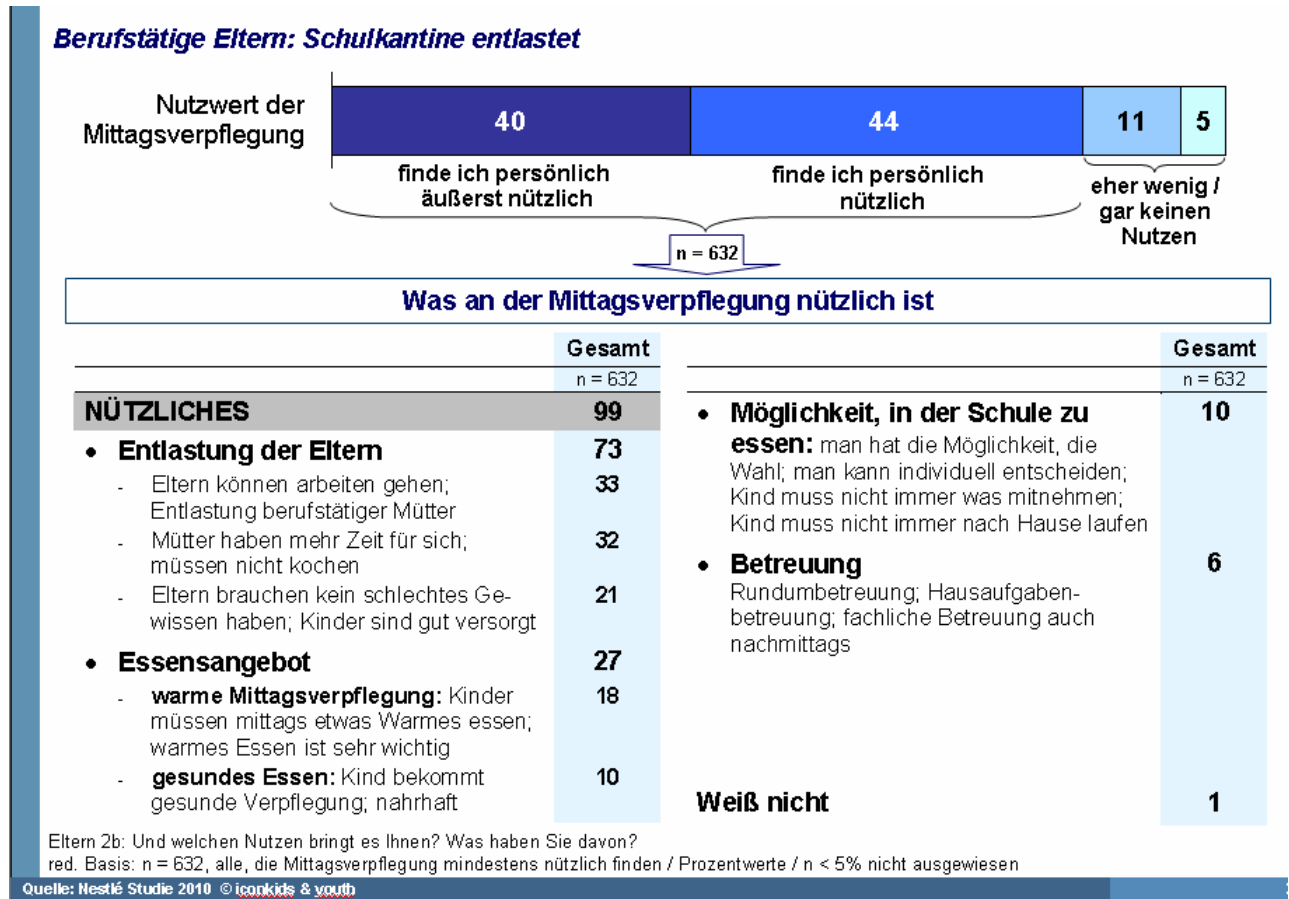 Berufstätige Eltern: Schulkantine entlastet
Nutzwert der
Mittagsverpflegung
40
44
11
5
finde ich persönlich
äußerst nützlich
finde ich persönlich
nützlich
eher wenig /
gar keinen
Nutzen
n = 632
Was an der Mittagsverpflegung nützlich ist
Gesamt
n = 632
NÜTZLICHES 99
• Entlastung der Eltern 73
- Eltern können arbeiten gehen; 33
Entlastung berufstätiger Mütter
- Mütter haben mehr Zeit für sich; 32
müssen nicht kochen
- Eltern brauchen kein schlechtes Ge- 21
wissen haben; Kinder sind gut versorgt
• Essensangebot 27
- warme Mittagsverpflegung: Kinder 18
müssen mittags etwas Warmes essen;
warmes Essen ist sehr wichtig
- gesundes Essen: Kind bekommt 10
gesunde Verpflegung; nahrhaft
Gesamt
n = 632
• Möglichkeit, in der Schule zu 10
essen: man hat die Möglichkeit, die
Wahl; man kann individuell entscheiden;
Kind muss nicht immer was mitnehmen;
Kind muss nicht immer nach Hause laufen
• Betreuung 6
Rundumbetreuung; Hausaufgaben-
betreuung; fachliche Betreuung auch
nachmittags
Weiß nicht 1
Eltern 2b: Und welchen Nutzen bringt es Ihnen? Was haben Sie davon?
red. Basis: n = 632, alle, die Mittagsverpflegung mindestens nützlich finden / Prozentwerte / n < 5% nicht ausgewiesen
Quelle: Nestlé Studie 2010 © iconkids & youth